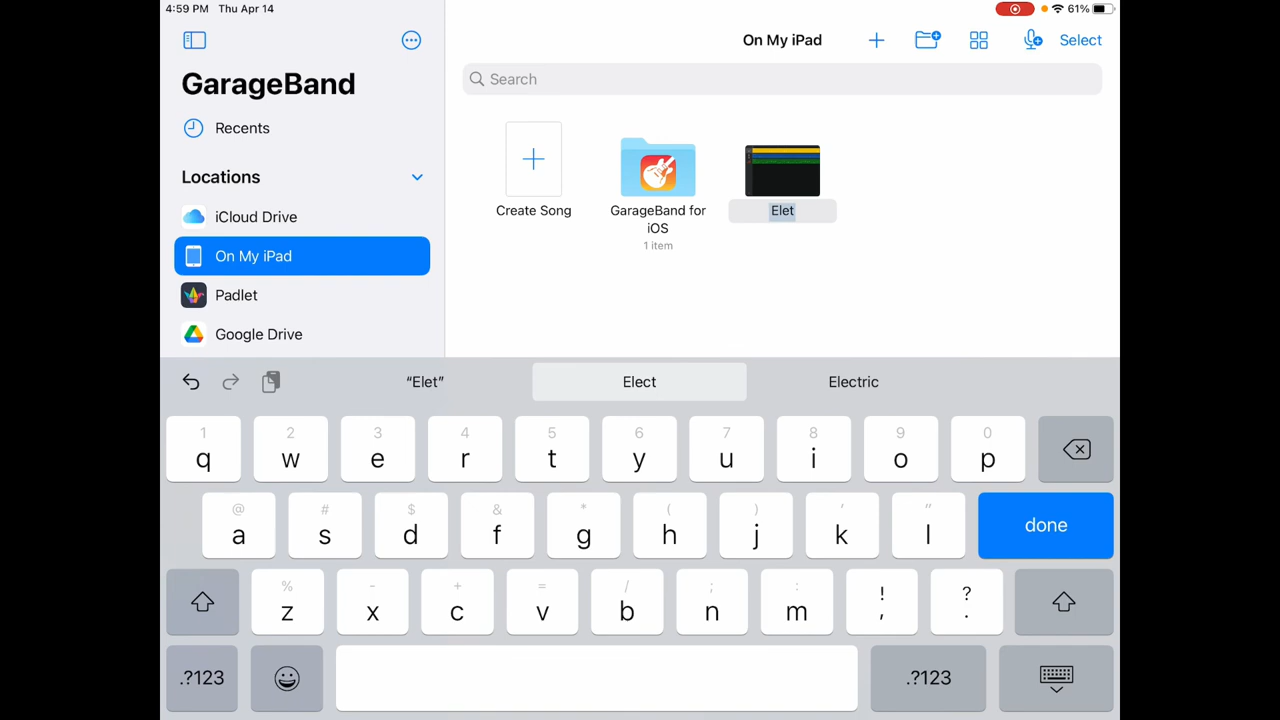 4:59 PM Thu Apr 14
61%
GarageBand
Recents
Locations
iCloud Drive
On My iPad
Padlet
Google Drive
On My iPad
Select
Search
Create Song
GarageBand for
iOS
1 item
Elet
“Elet” Elect Electric
1 2 3 4 5 6 7 8 9 0
q w e r t y u i o p
@ # $ & * ( ) ' "
a s d f g h j k l done
% - + = / ; : ! ?
z x c v b n m , .
.?123 .?123